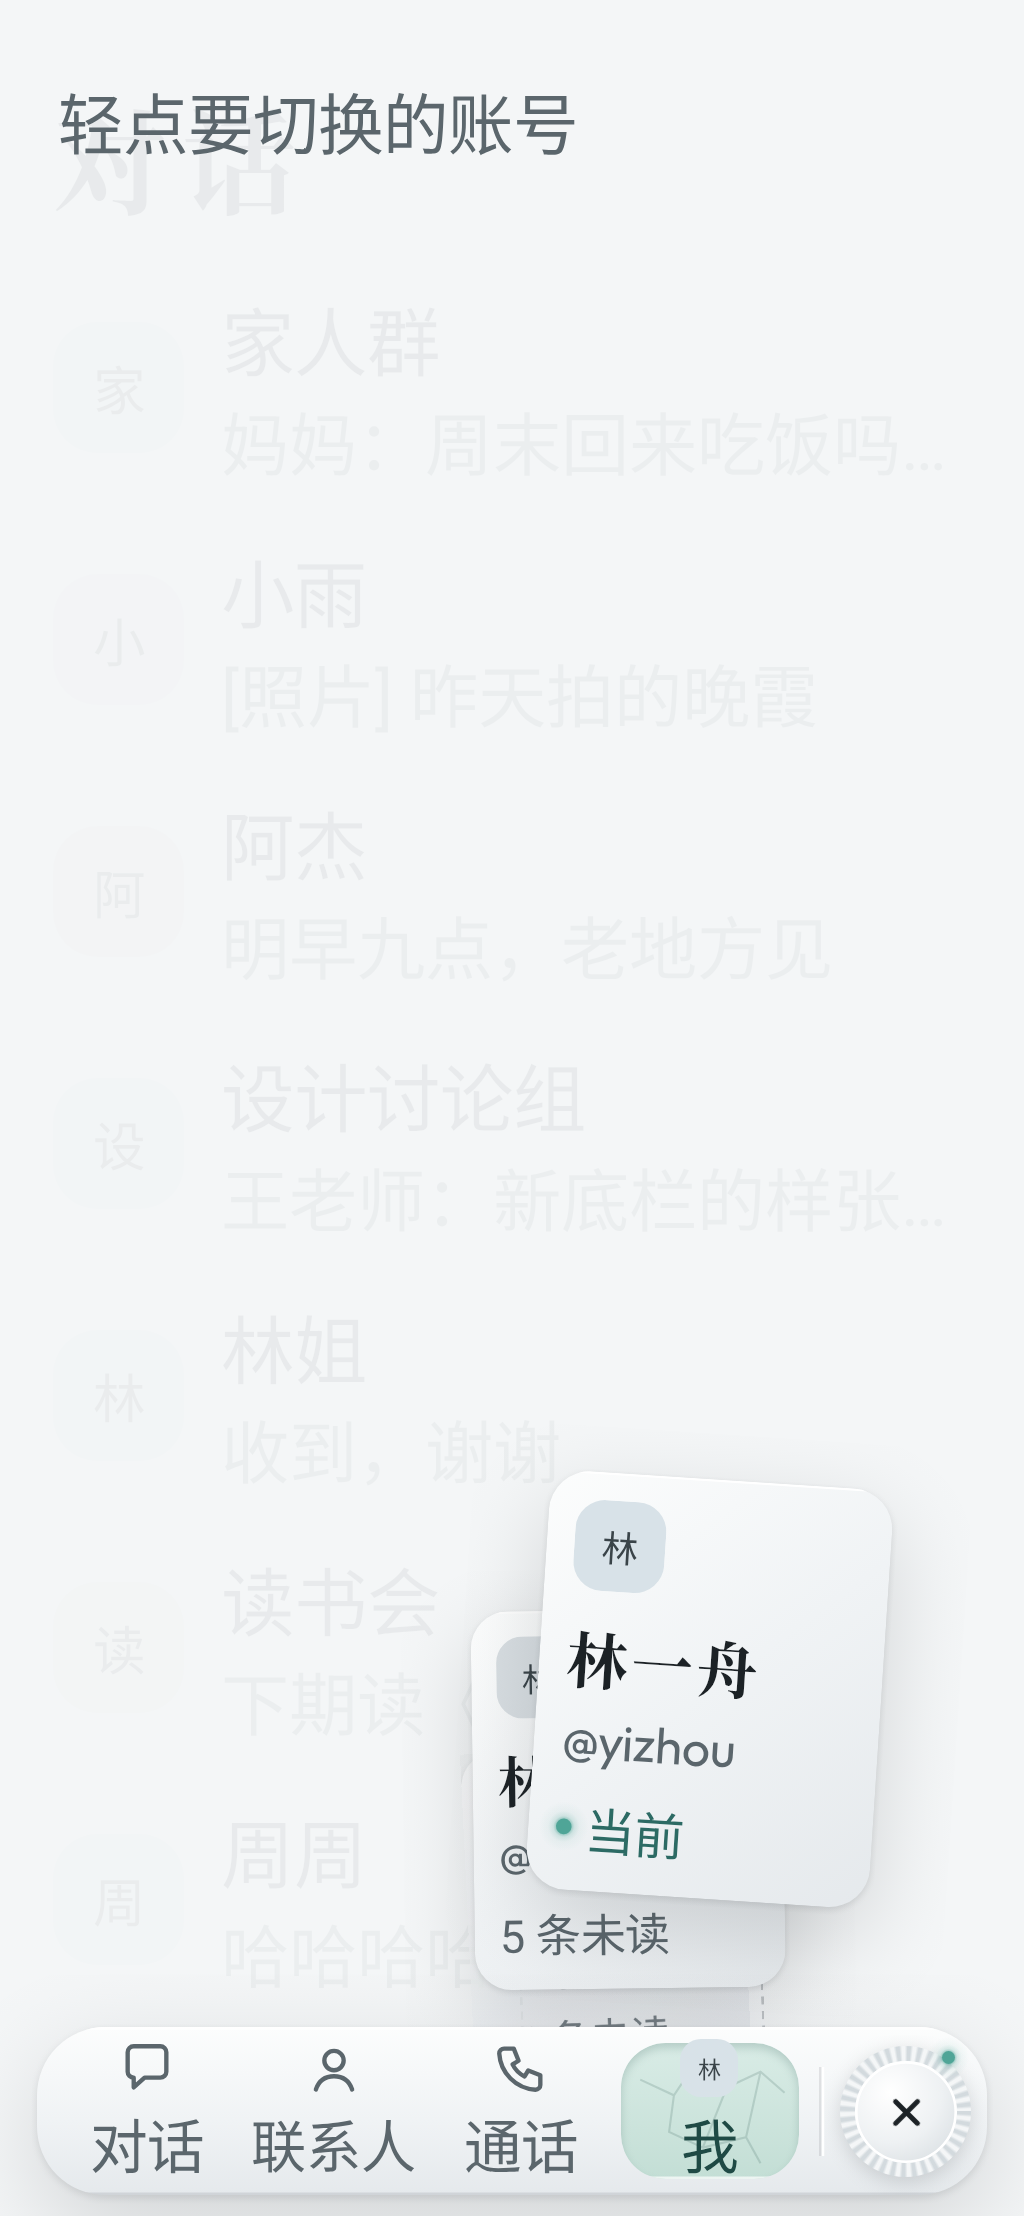 轻点要切换的账号
对话
家
家人群
妈妈：周末回来吃饭吗...
小
小雨
[照片] 昨天拍的晚霞
阿
阿杰
明早九点，老地方见
设
设计讨论组
王老师：新底栏的样张...
林
林姐
收到，谢谢
读
读书会
下期读
周
周周
哈哈哈哈
林
林一舟
@yizhou
当前
@
5 条未读
林
对话
联系人
通话
我